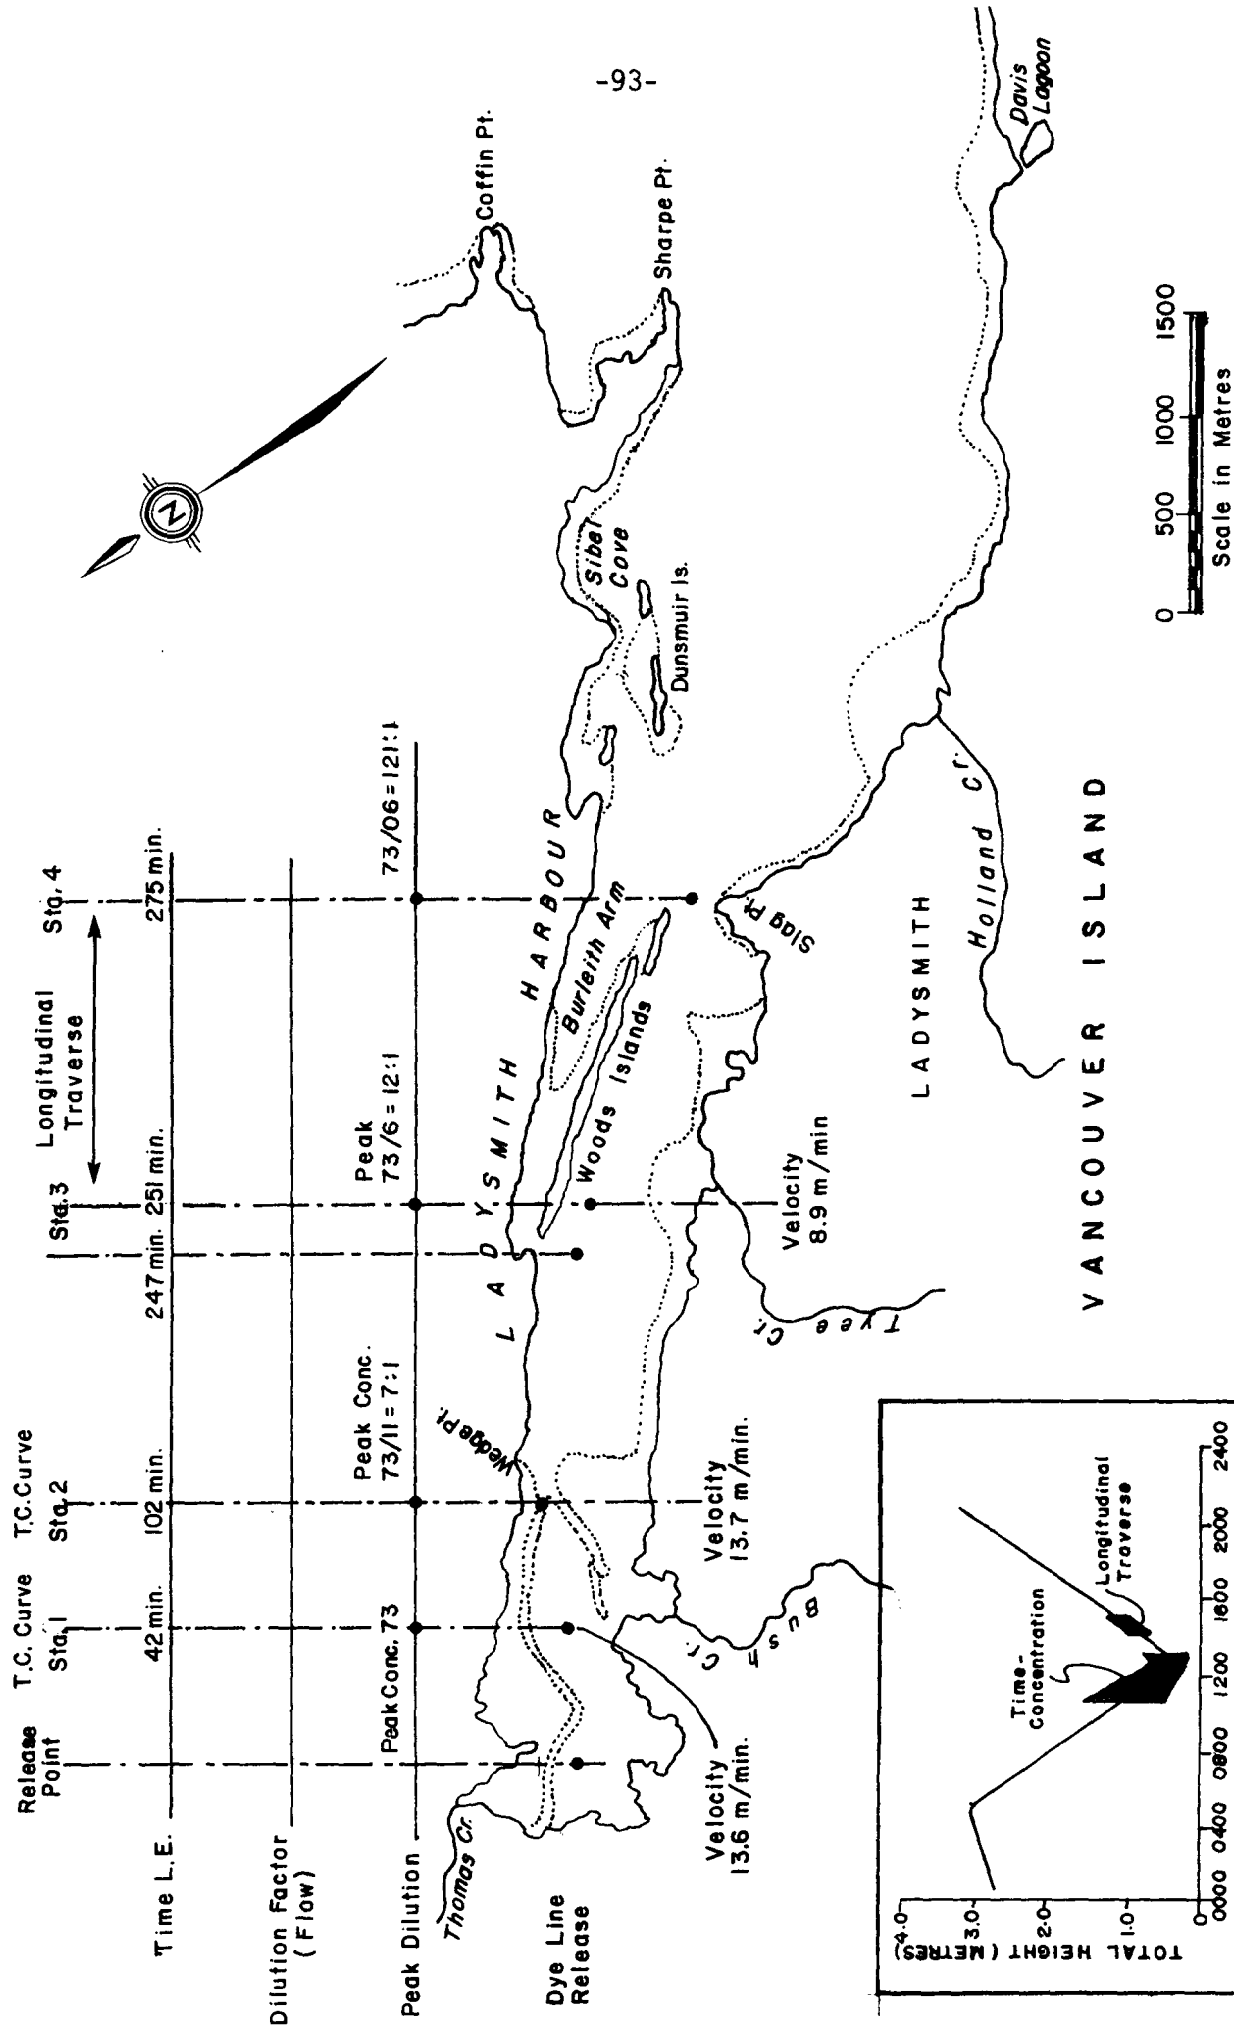 -93-
Release
Point
T.C. Curve
Sta. 1
T.C. Curve
Sta. 2
Sta. 3
Longitudinal
Traverse
Sta. 4
Time L.E.
42 min.
102 min.
247 min.
251 min.
275 min.
Dilution Factor
(Flow)
Peak Dilution
Peak Conc. 73
Peak Conc.
73/11 = 7:1
Peak
73/6 = 12:1
73/06 = 121:1
Dye Line
Release
Thomas Cr.
Wedge Pt.
LADYSMITH HARBOUR
Burleith Arm
Woods Islands
Sibel
Cove
Dunsmuir Is.
Coffin Pt.
Sharpe Pt.
Slag Pt.
Davis
Lagoon
Velocity
13.6 m/min.
Velocity
13.7 m/min.
Velocity
8.9 m/min
Bush Cr.
Tyee Cr.
Holland Cr.
LADYSMITH
VANCOUVER ISLAND
N
0 500 1000 1500
Scale in Metres
TOTAL HEIGHT (METRES)
4.0
3.0
2.0
1.0
0
0000 0400 0800 1200 1600 2000 2400
Time-
Concentration
Longitudinal
Traverse